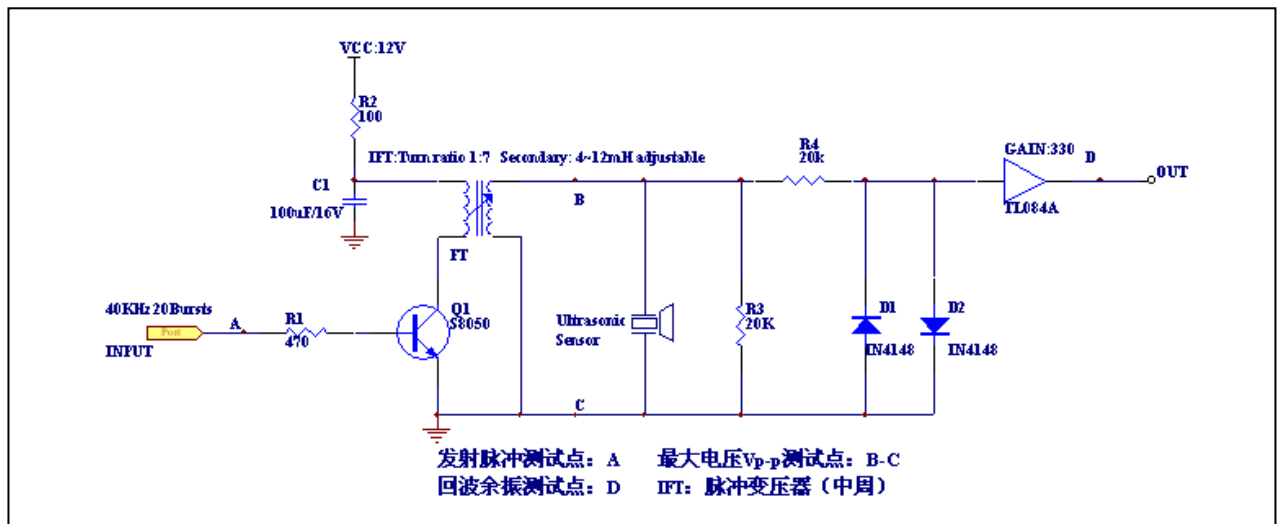 VCC:12V
R2
100
IFT:Turn ratio 1:7 Secondary: 4~12mH adjustable
R4
20k
GAIN:330
D
OUT
C1
100uF/16V
B
TL084A
FT
40KHz 20Bursts
A
R1
Q1
S8050
Port
INPUT
470
Ultrasonic
Sensor
R3
20K
D1
IN4148
D2
IN4148
C
发射脉冲测试点：A 最大电压Vp-p测试点：B-C
回波余振测试点：D IFT：脉冲变压器（中周）